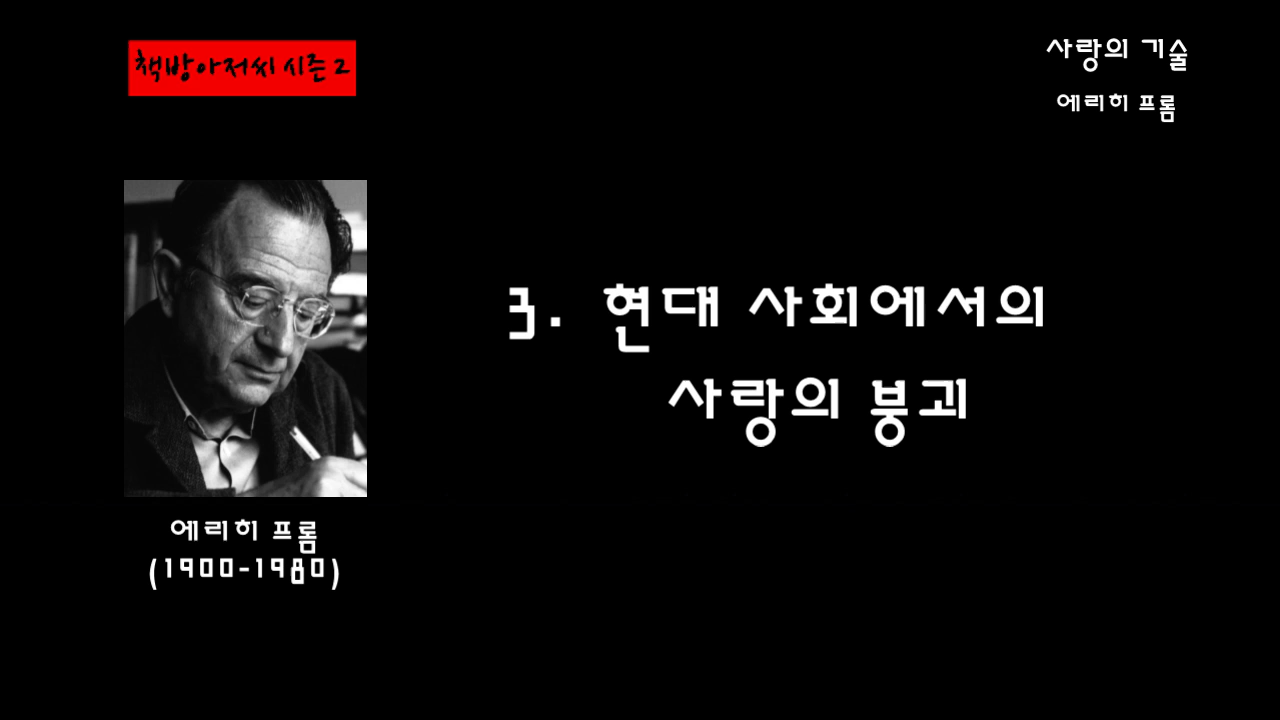 책방아저씨 시즌 2
사랑의 기술
에리히 프롬
3. 현대 사회에서의
사랑의 붕괴
에리히 프롬
(1900-1980)